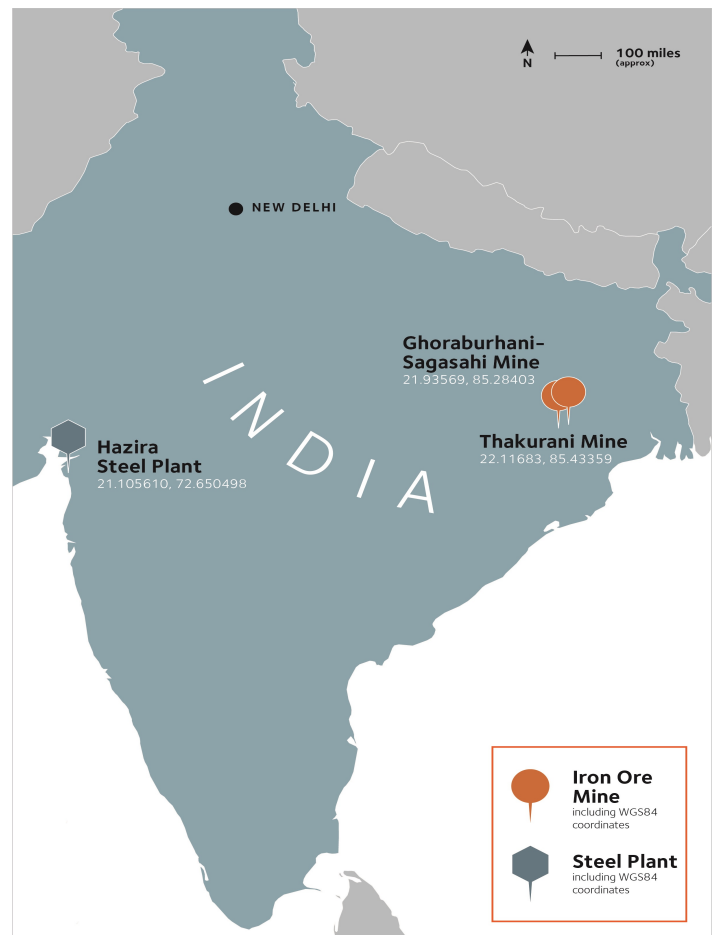 N
100 miles
(approx)
NEW DELHI
Ghoraburhani-
Sagasahi Mine
21.93569, 85.28403
INDIA
Hazira
Steel Plant
21.105610, 72.650498
Thakurani Mine
22.11683, 85.43359
Iron Ore
Mine
including WGS84
coordinates
Steel Plant
including WGS84
coordinates